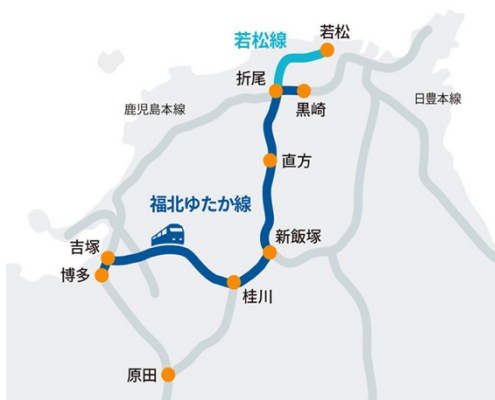 若松
若松線
折尾
黒崎
日豊本線
鹿児島本線
直方
福北ゆたか線
新飯塚
吉塚
博多
桂川
原田